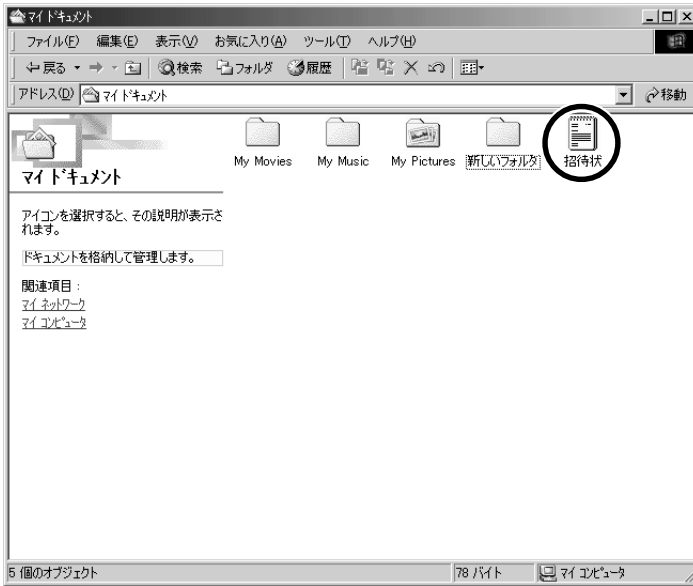 マイ ドキュメント
ファイル(F) 編集(E) 表示(V) お気に入り(A) ツール(T) ヘルプ(H)
戻る 検索 フォルダ 履歴
アドレス(D) マイ ドキュメント 移動
マイ ドキュメント
アイコンを選択すると、その説明が表示さ
れます。
ドキュメントを格納して管理します。
関連項目:
マイ ネットワーク
マイ コンピュータ
My Movies My Music My Pictures 新しいフォルダ 招待状
5 個のオブジェクト 78 バイト マイ コンピュータ